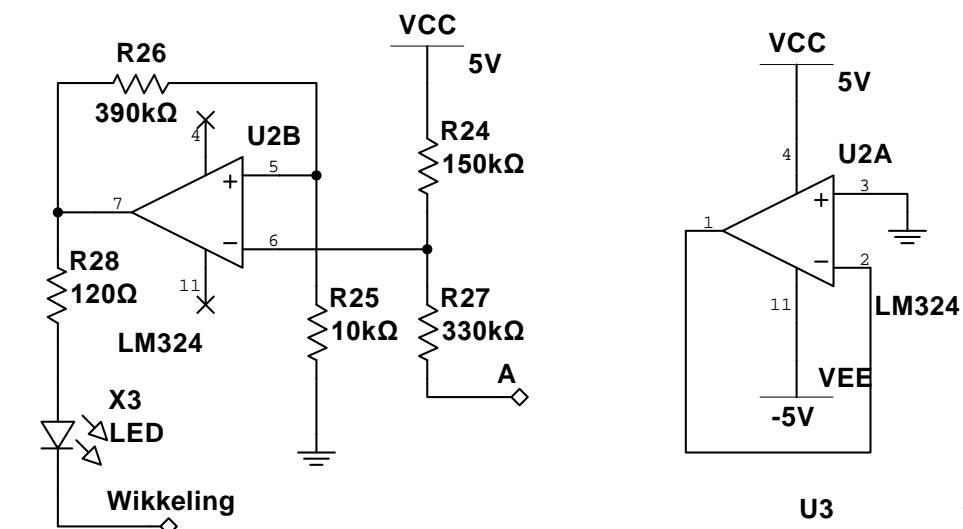 VCC
5V
R26
390kΩ
4
U2B
5
+
7
6
−
R24
150kΩ
R28
120Ω
11
LM324
R25
10kΩ
R27
330kΩ
A
X3
LED
Wikkeling
VCC
5V
4
U2A
3
+
1
2
−
11
LM324
VEE
-5V
U3